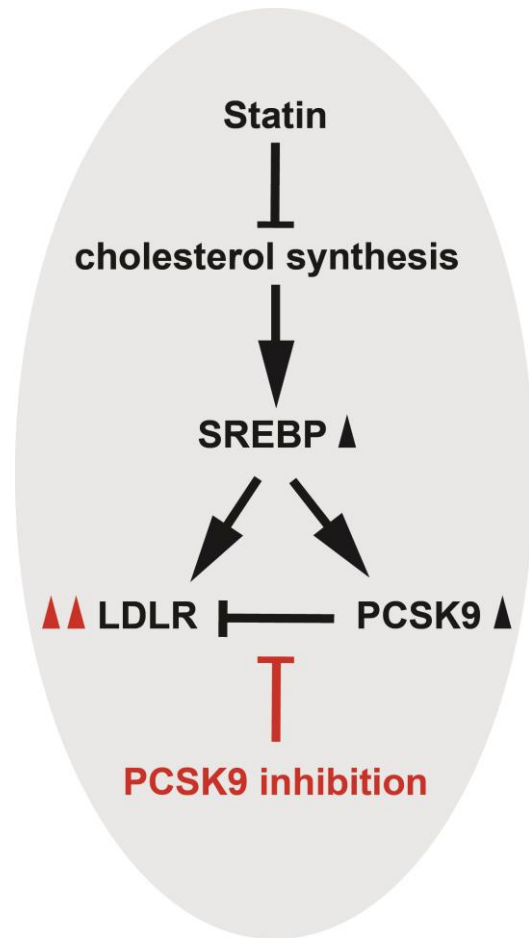 Statin
cholesterol synthesis
SREBP
LDLR PCSK9
PCSK9 inhibition